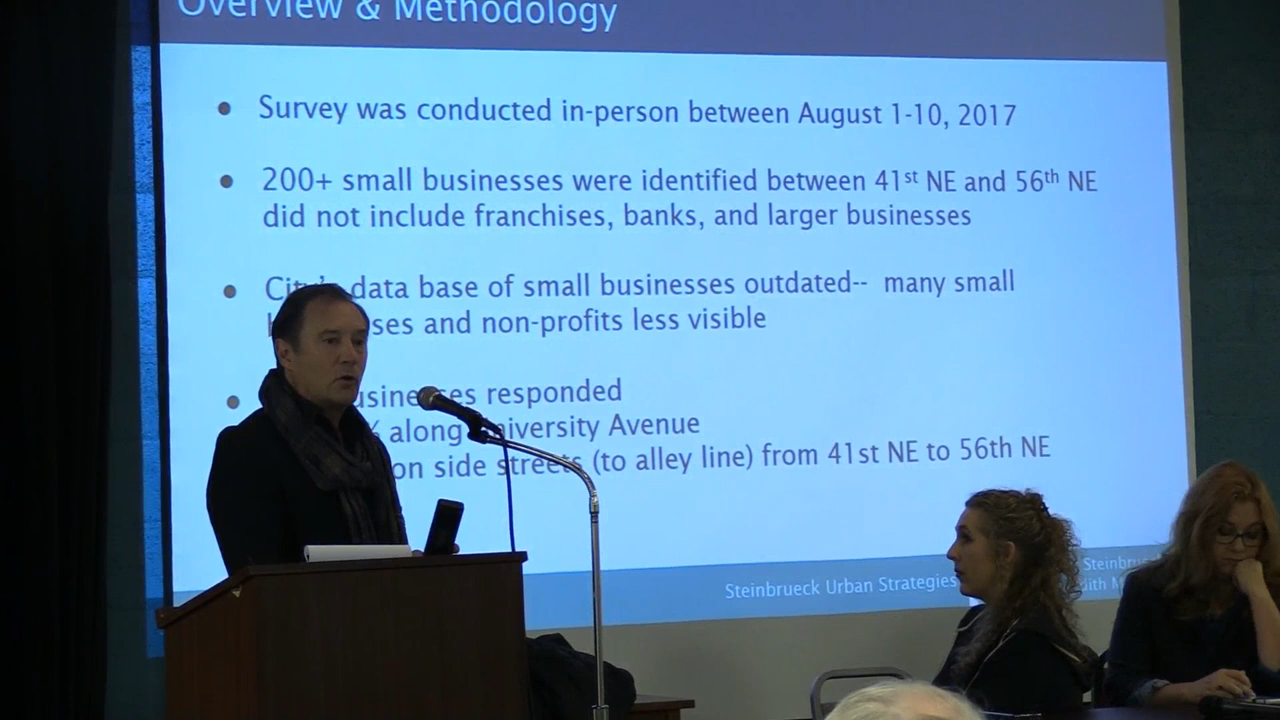 Overview & Methodology
Survey was conducted in-person between August 1-10, 2017
200+ small businesses were identified between 41st NE and 56th NE
did not include franchises, banks, and larger businesses
data base of small businesses outdated-- many small
and non-profits less visible
responded
along University Avenue
on side streets (to alley line) from 41st NE to 56th NE
Steinbrueck Urban Strategies